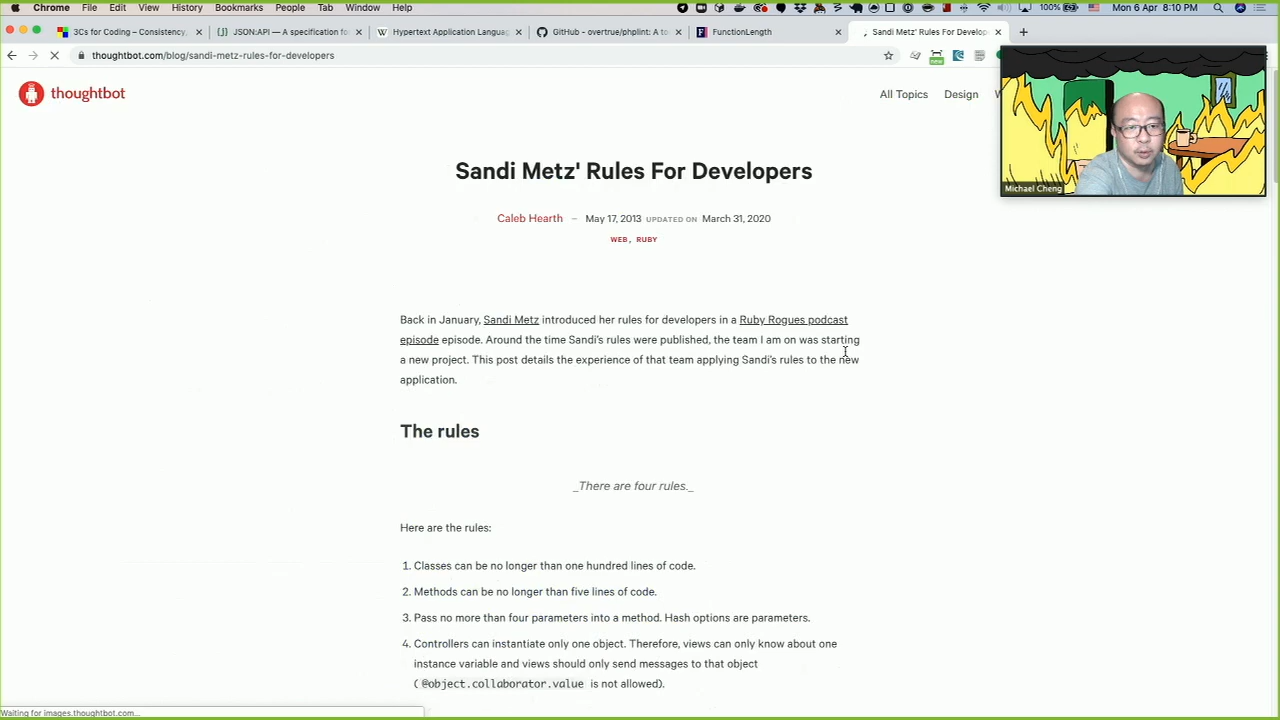 Chrome File Edit View History Bookmarks People Tab Window Help 100% Mon 6 Apr 8:10 PM
3Cs for Coding – Consistency, JSON:API — A specification fo Hypertext Application Langua GitHub - overtrue/phplint: A to FunctionLength Sandi Metz' Rules For Develop
thoughtbot.com/blog/sandi-metz-rules-for-developers
new
thoughtbot
All Topics Design
Michael Cheng
Sandi Metz' Rules For Developers
Caleb Hearth – May 17, 2013 UPDATED ON March 31, 2020
WEB, RUBY
Back in January, Sandi Metz introduced her rules for developers in a Ruby Rogues podcast
episode episode. Around the time Sandi's rules were published, the team I am on was starting
a new project. This post details the experience of that team applying Sandi's rules to the new
application.
The rules
_There are four rules._
Here are the rules:
1. Classes can be no longer than one hundred lines of code.
2. Methods can be no longer than five lines of code.
3. Pass no more than four parameters into a method. Hash options are parameters.
4. Controllers can instantiate only one object. Therefore, views can only know about one
instance variable and views should only send messages to that object
( @object.collaborator.value is not allowed).
Waiting for images.thoughtbot.com...